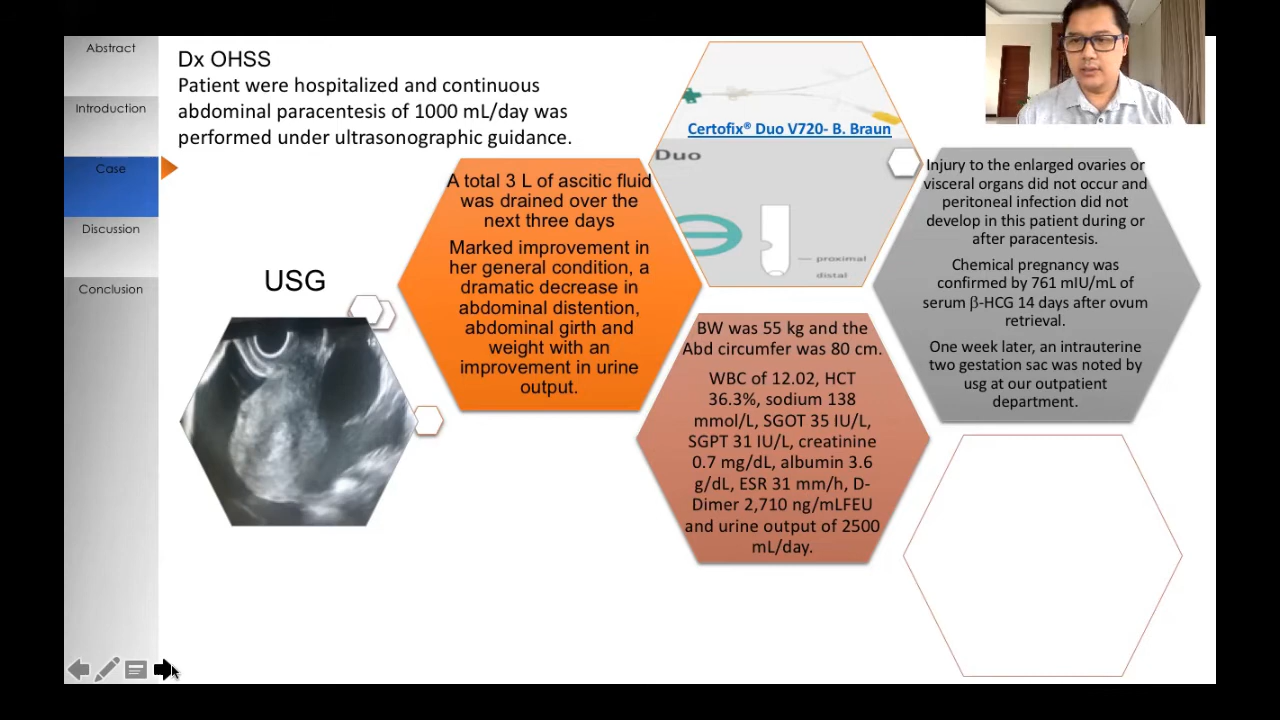 Abstract
Introduction
Case
Discussion
Conclusion
Dx OHSS
Patient were hospitalized and continuous
abdominal paracentesis of 1000 mL/day was
performed under ultrasonographic guidance.
USG
A total 3 L of ascitic fluid
was drained over the
next three days
Marked improvement in
her general condition, a
dramatic decrease in
abdominal distention,
abdominal girth and
weight with an
improvement in urine
output.
Certofix® Duo V720- B. Braun
Duo
proximal
distal
BW was 55 kg and the
Abd circumfer was 80 cm.
WBC of 12.02, HCT
36.3%, sodium 138
mmol/L, SGOT 35 IU/L,
SGPT 31 IU/L, creatinine
0.7 mg/dL, albumin 3.6
g/dL, ESR 31 mm/h, D-
Dimer 2,710 ng/mLFEU
and urine output of 2500
mL/day.
Injury to the enlarged ovaries or
visceral organs did not occur and
peritoneal infection did not
develop in this patient during or
after paracentesis.
Chemical pregnancy was
confirmed by 761 mIU/mL of
serum β-HCG 14 days after ovum
retrieval.
One week later, an intrauterine
two gestation sac was noted by
usg at our outpatient
department.